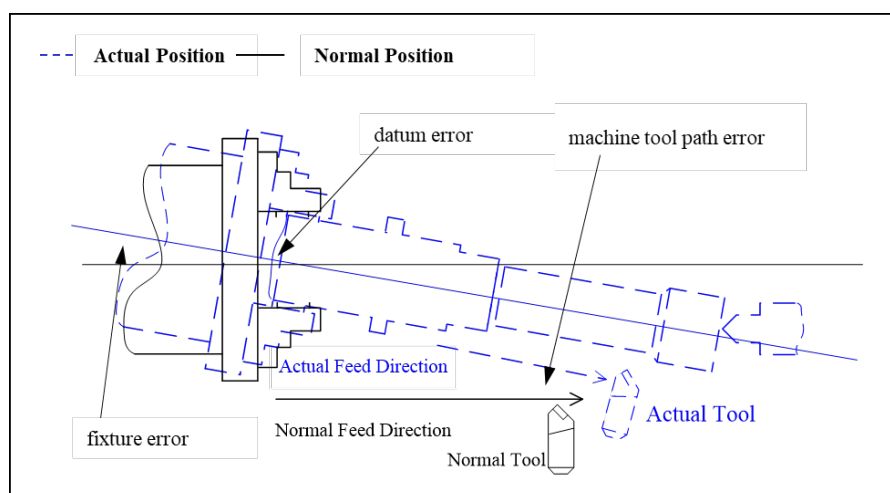 Actual Position
Normal Position
datum error
machine tool path error
Actual Feed Direction
fixture error
Normal Feed Direction
Actual Tool
Normal Tool